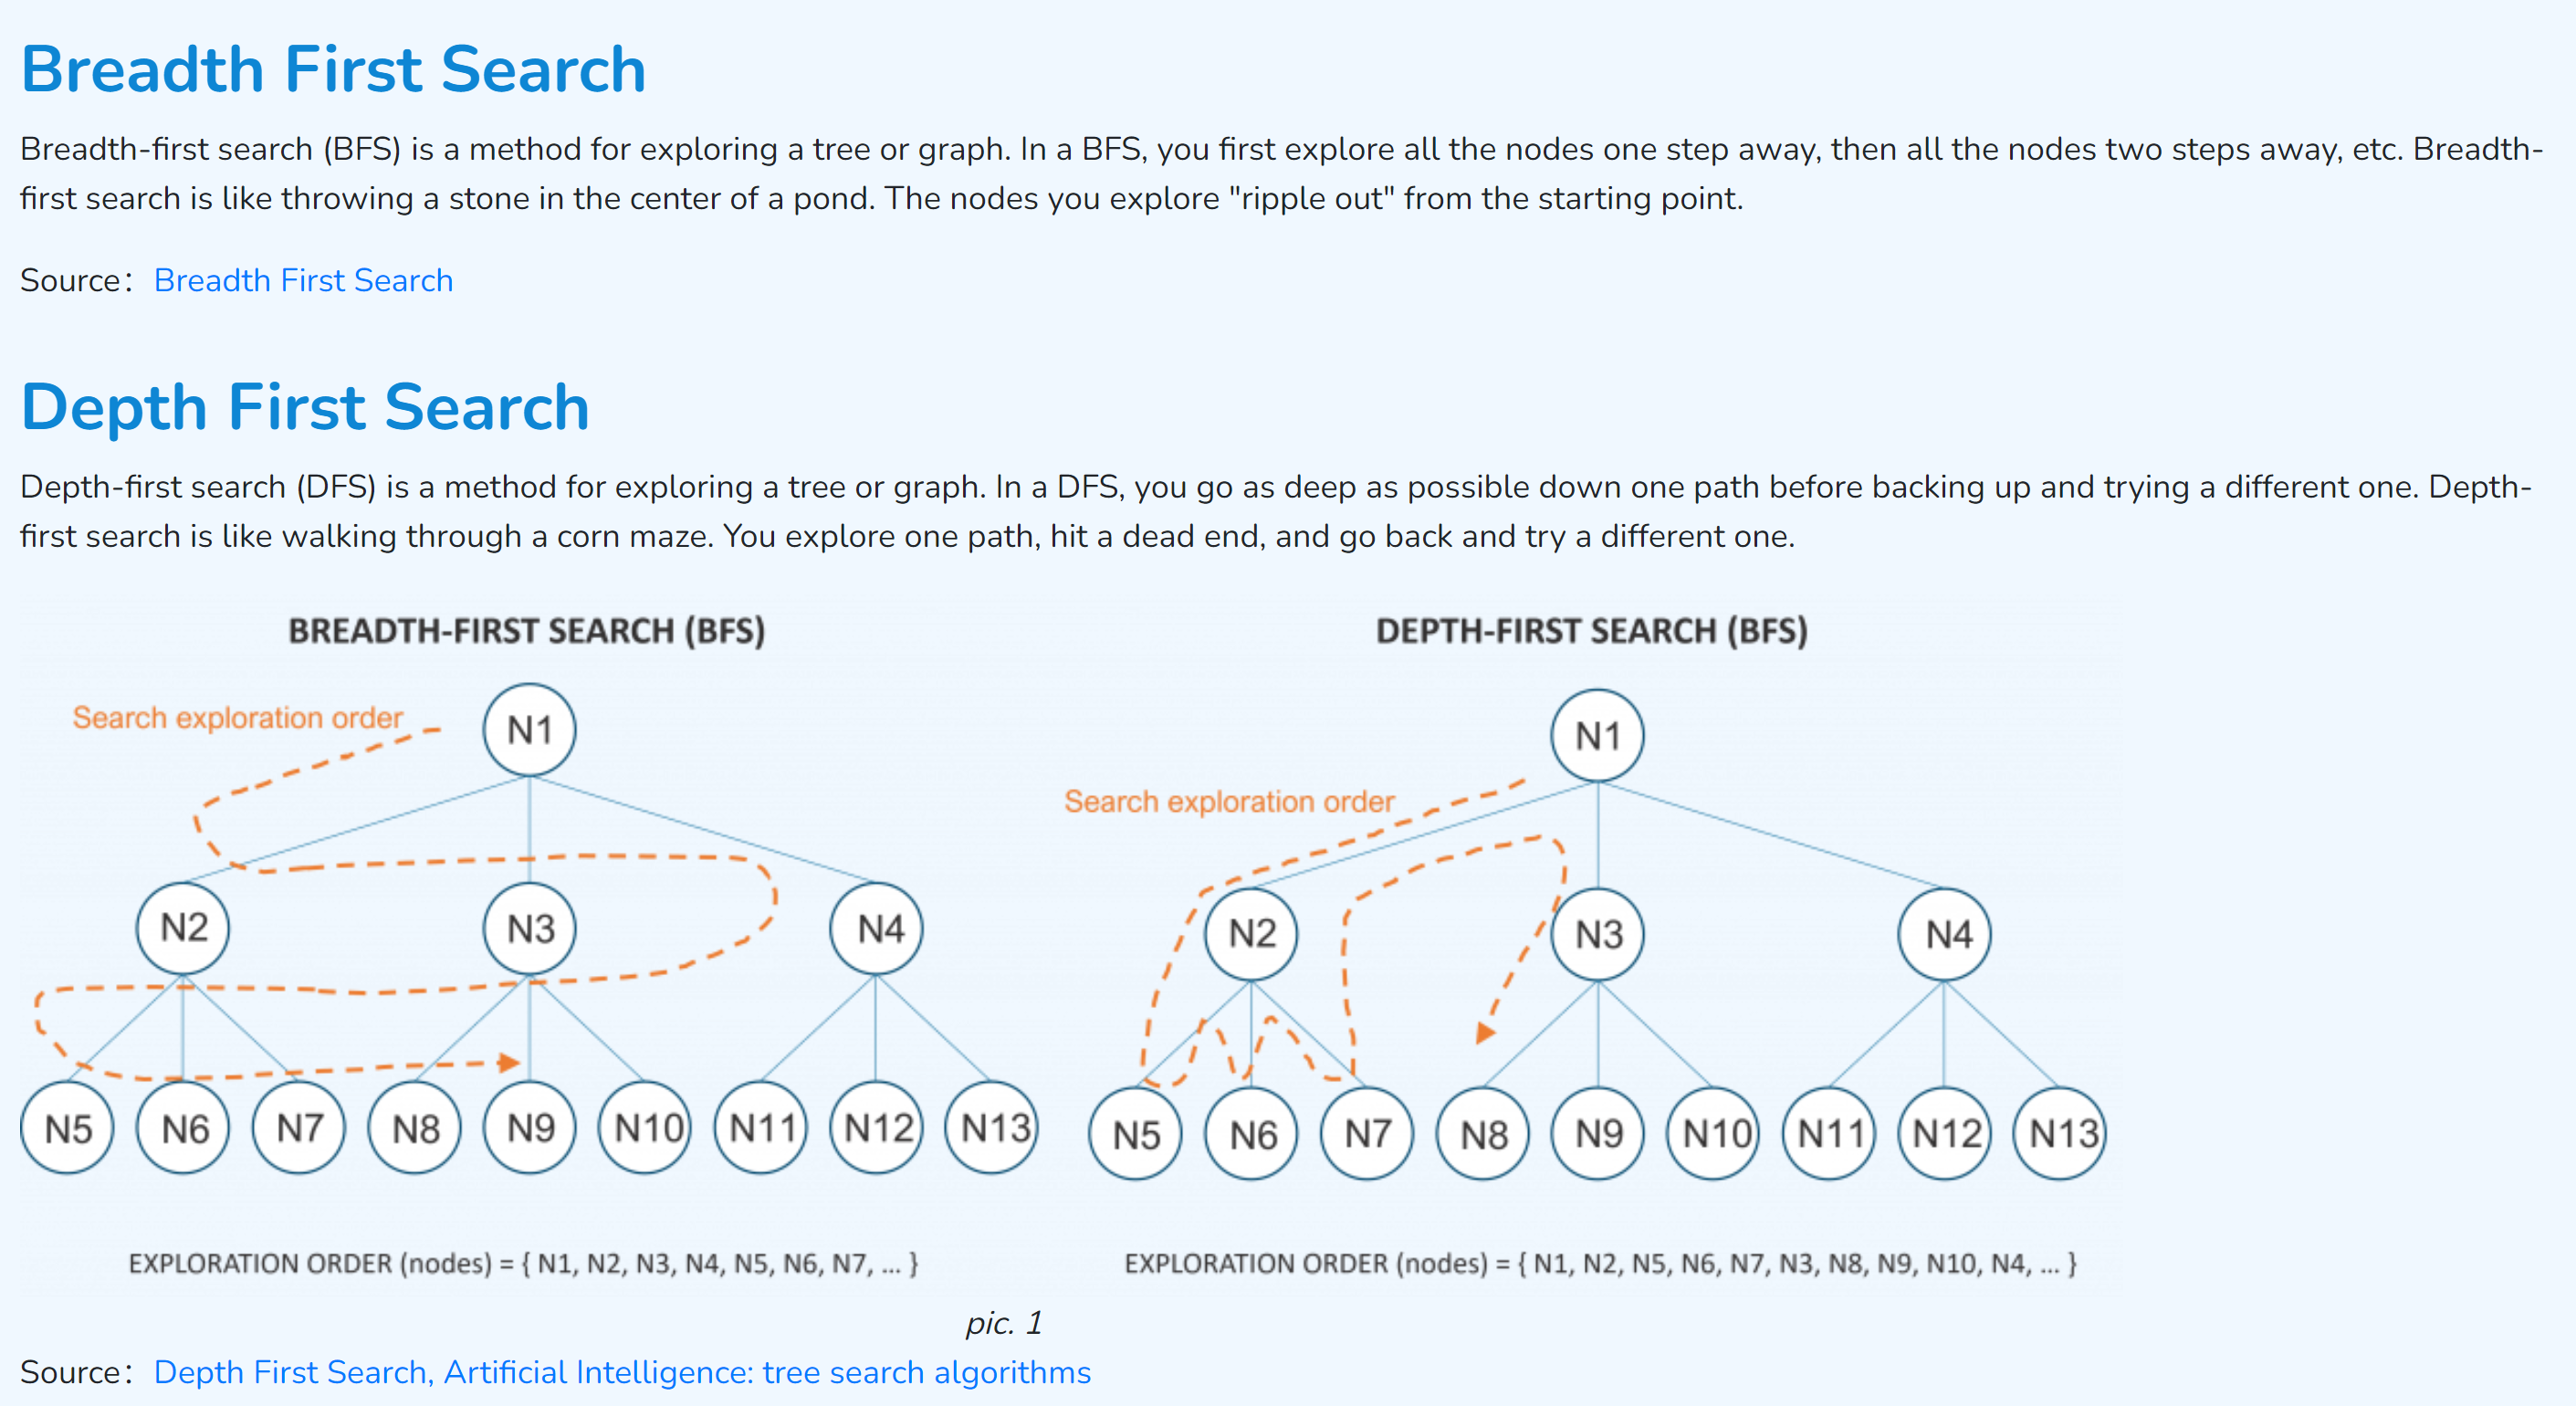 Breadth First Search
Breadth-first search (BFS) is a method for exploring a tree or graph. In a BFS, you first explore all the nodes one step away, then all the nodes two steps away, etc. Breadth-
first search is like throwing a stone in the center of a pond. The nodes you explore "ripple out" from the starting point.
Source： Breadth First Search
Depth First Search
Depth-first search (DFS) is a method for exploring a tree or graph. In a DFS, you go as deep as possible down one path before backing up and trying a different one. Depth-
first search is like walking through a corn maze. You explore one path, hit a dead end, and go back and try a different one.
BREADTH-FIRST SEARCH (BFS)
Search exploration order
N1
N2 N3 N4
N5 N6 N7 N8 N9 N10 N11 N12 N13
EXPLORATION ORDER (nodes) = { N1, N2, N3, N4, N5, N6, N7, ... }
DEPTH-FIRST SEARCH (BFS)
N1
Search exploration order
N2 N3 N4
N5 N6 N7 N8 N9 N10 N11 N12 N13
EXPLORATION ORDER (nodes) = { N1, N2, N5, N6, N7, N3, N8, N9, N10, N4, ... }
pic. 1
Source： Depth First Search, Artificial Intelligence: tree search algorithms